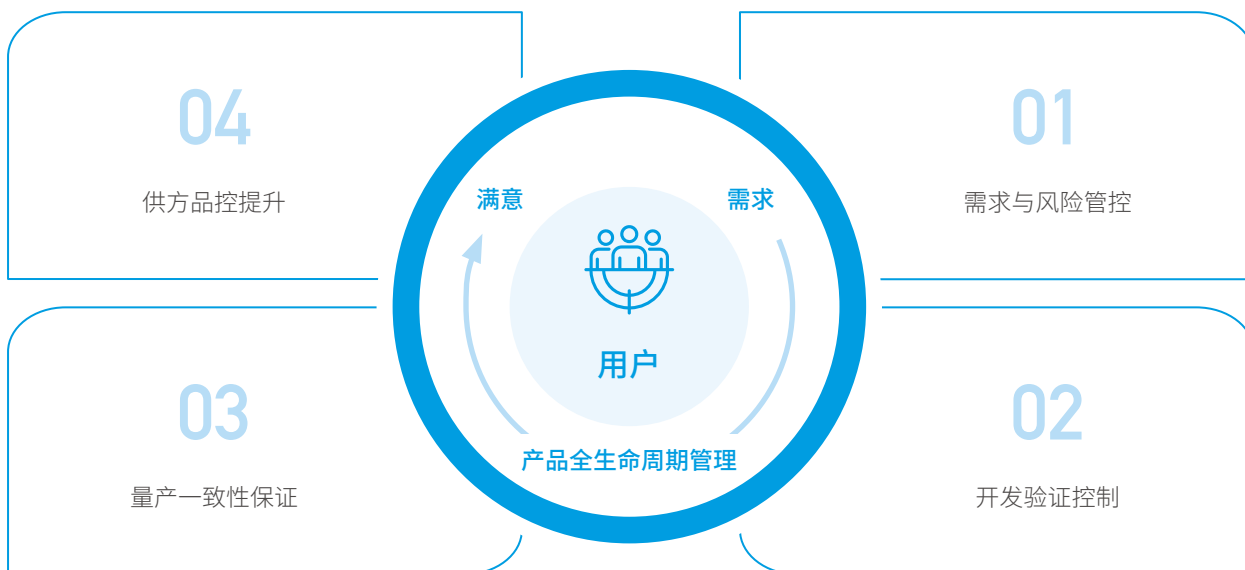 04
供方品控提升
01
需求与风险管控
满意
需求
用户
产品全生命周期管理
03
量产一致性保证
02
开发验证控制